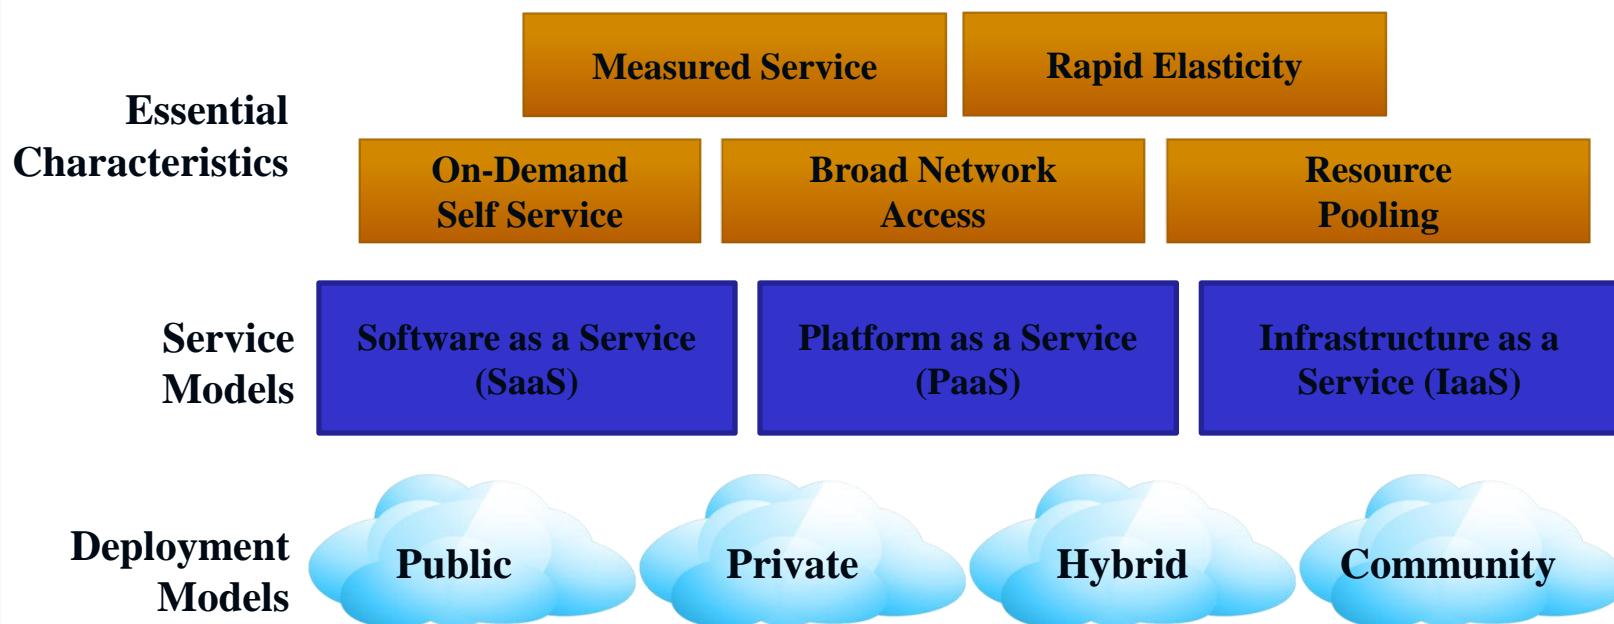 Measured Service
Rapid Elasticity
Essential
Characteristics
On-Demand
Self Service
Broad Network
Access
Resource
Pooling
Service
Models
Software as a Service
(SaaS)
Platform as a Service
(PaaS)
Infrastructure as a
Service (IaaS)
Deployment
Models
Public
Private
Hybrid
Community